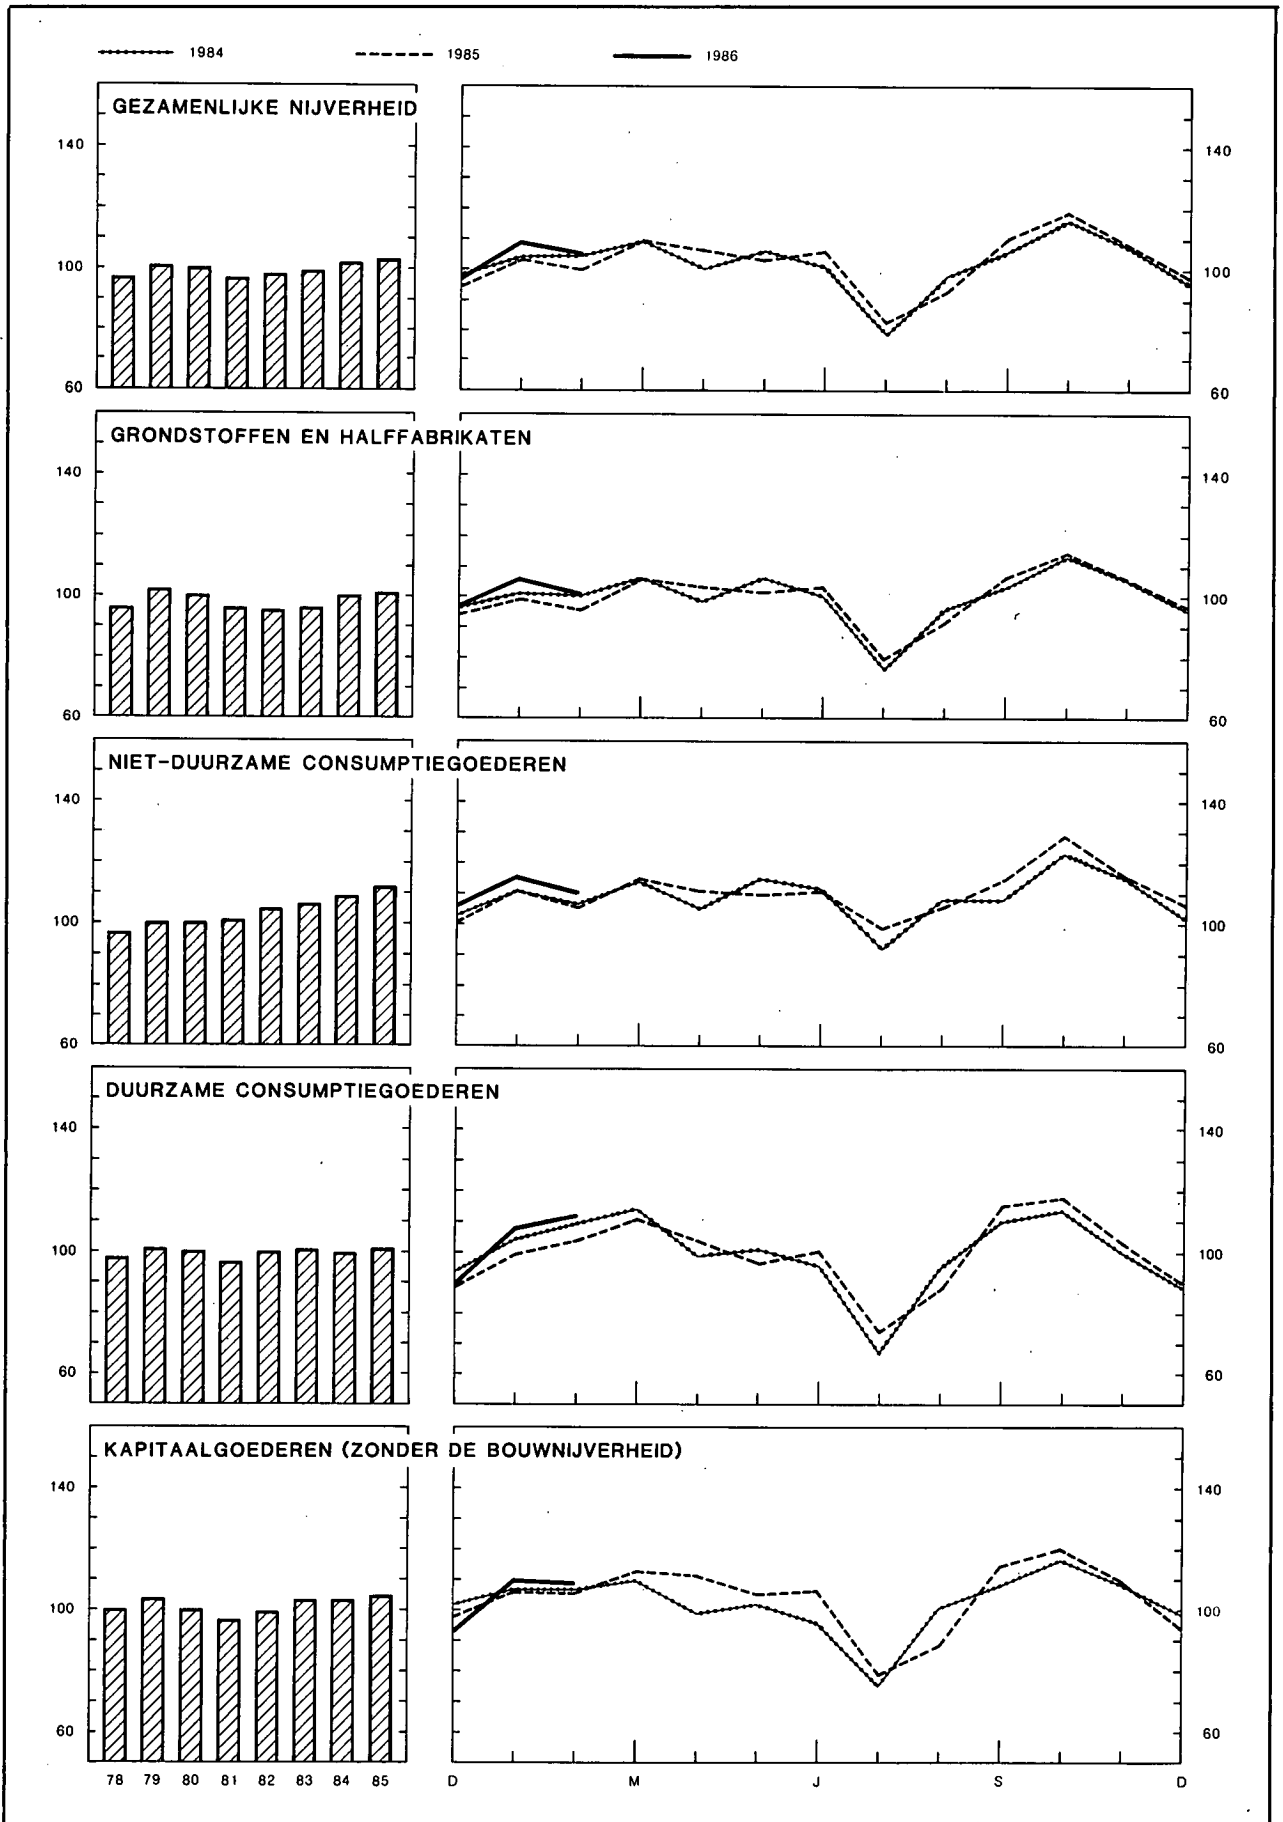 1984 1985 1986
GEZAMENLIJKE NIJVERHEID
140 140
100 100
60 60
GRONDSTOFFEN EN HALFFABRIKATEN
140 140
100 100
60 60
NIET-DUURZAME CONSUMPTIEGOEDEREN
140 140
100 100
60 60
DUURZAME CONSUMPTIEGOEDEREN
140 140
100 100
60 60
KAPITAALGOEDEREN (ZONDER DE BOUWNIJVERHEID)
140 140
100 100
60 60
78 79 80 81 82 83 84 85 D M J S D